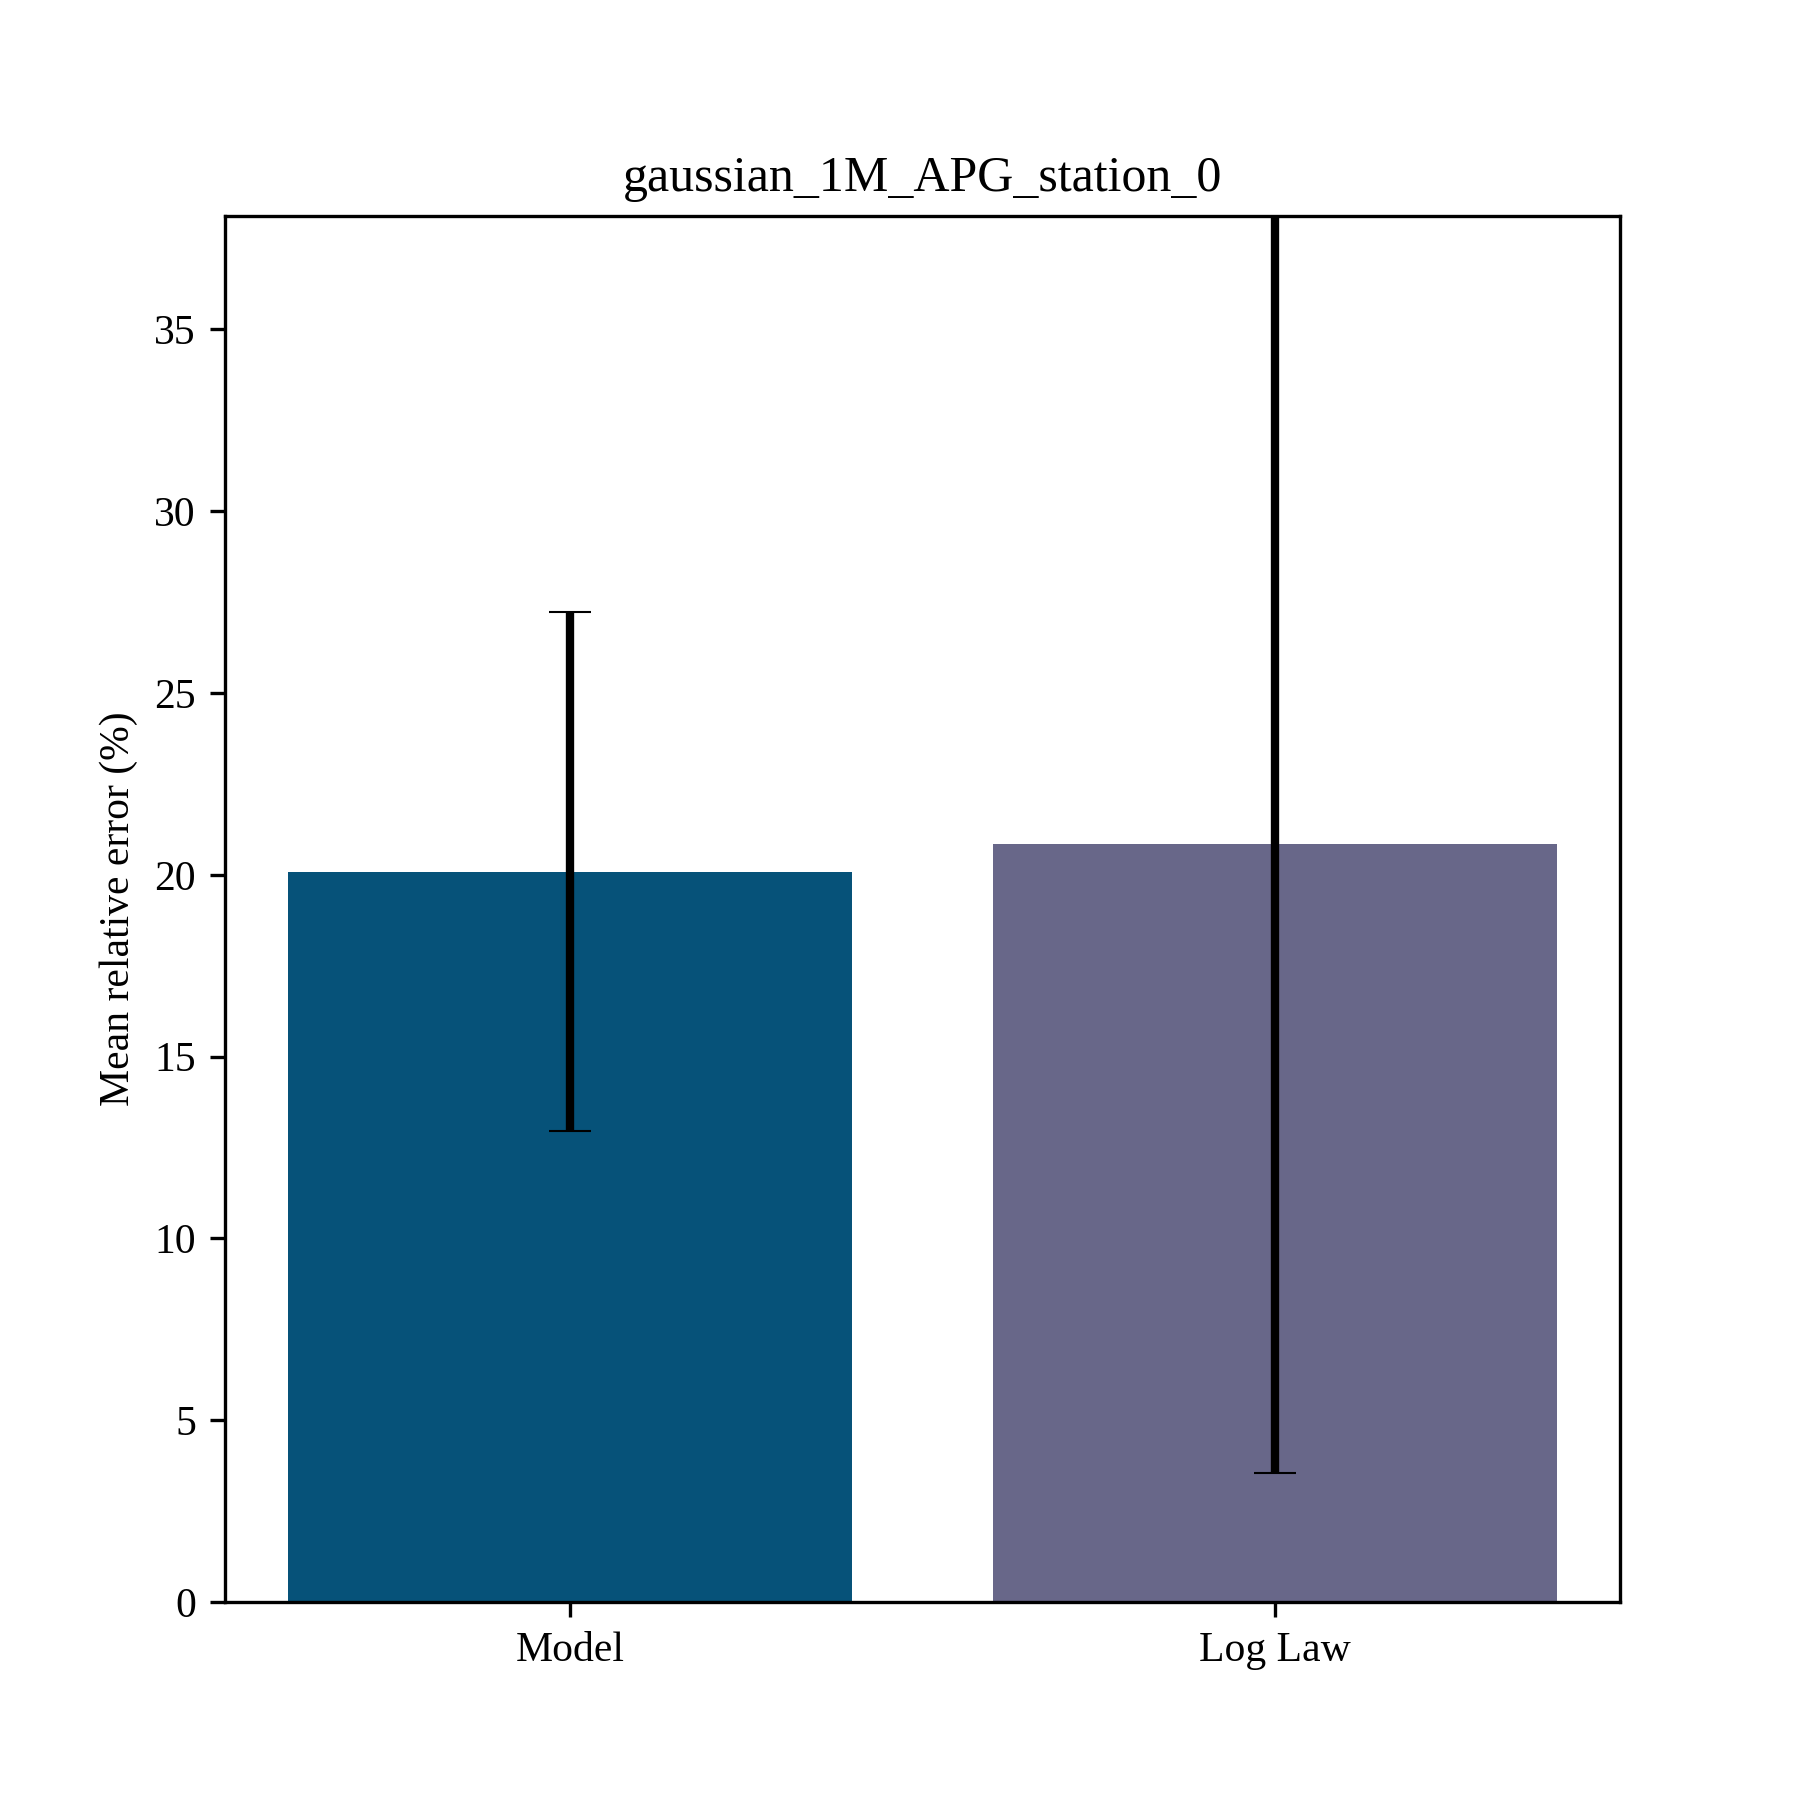 gaussian_1M_APG_station_0
Mean relative error (%)
35
30
25
20
15
10
5
0
Model
Log Law